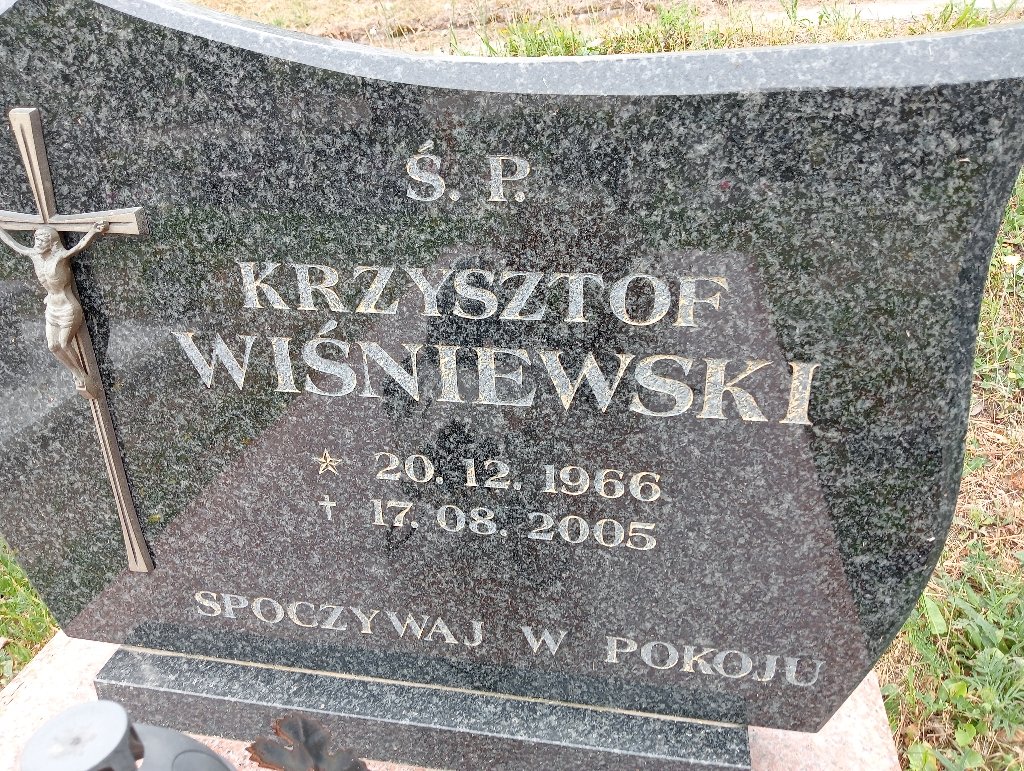 Ś. P.
KRZYSZTOF
WIŚNIEWSKI
20. 12. 1966
17. 08. 2005
SPOCZYWAJ W POKOJU